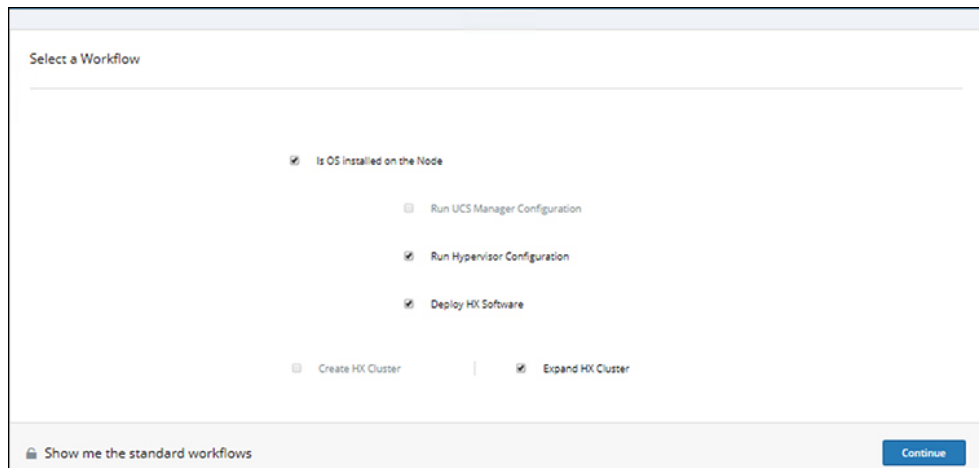 Select a Workflow
Is OS installed on the Node
Run UCS Manager Configuration
Run Hypervisor Configuration
Deploy HX Software
Create HX Cluster
Expand HX Cluster
Show me the standard workflows
Continue